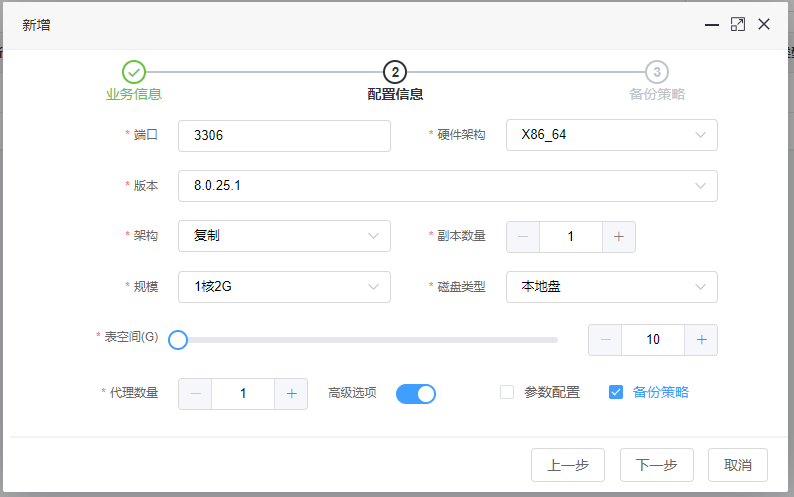 新增
2 3
业务信息 配置信息 备份策略
* 端口 3306 * 硬件架构 X86_64
* 版本 8.0.25.1
* 架构 复制 * 副本数量 1
* 规模 1核2G * 磁盘类型 本地盘
* 表空间(G) 10
* 代理数量 1 高级选项 参数配置 备份策略
上一步 下一步 取消